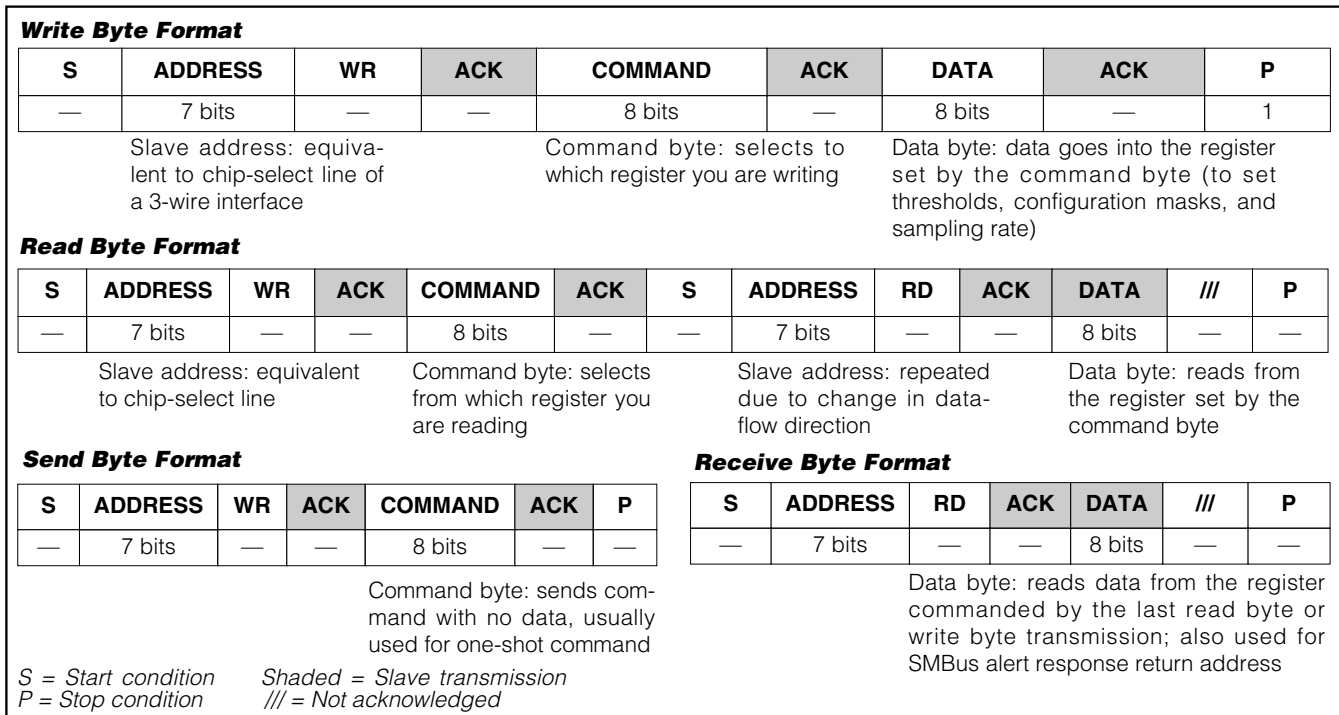 Write Byte Format
S ADDRESS WR ACK COMMAND ACK DATA ACK P
— 7 bits — — 8 bits — 8 bits — 1
Slave address: equiva-
lent to chip-select line of
a 3-wire interface
Command byte: selects to
which register you are writing
Data byte: data goes into the register
set by the command byte (to set
thresholds, configuration masks, and
sampling rate)
Read Byte Format
S ADDRESS WR ACK COMMAND ACK S ADDRESS RD ACK DATA /// P
— 7 bits — — 8 bits — — 7 bits — — 8 bits — —
Slave address: equivalent
to chip-select line
Command byte: selects
from which register you
are reading
Slave address: repeated
due to change in data-
flow direction
Data byte: reads from
the register set by the
command byte
Send Byte Format
S ADDRESS WR ACK COMMAND ACK P
— 7 bits — — 8 bits — —
Command byte: sends com-
mand with no data, usually
used for one-shot command
Receive Byte Format
S ADDRESS RD ACK DATA /// P
— 7 bits — — 8 bits — —
Data byte: reads data from the register
commanded by the last read byte or
write byte transmission; also used for
SMBus alert response return address
S = Start condition Shaded = Slave transmission
P = Stop condition /// = Not acknowledged